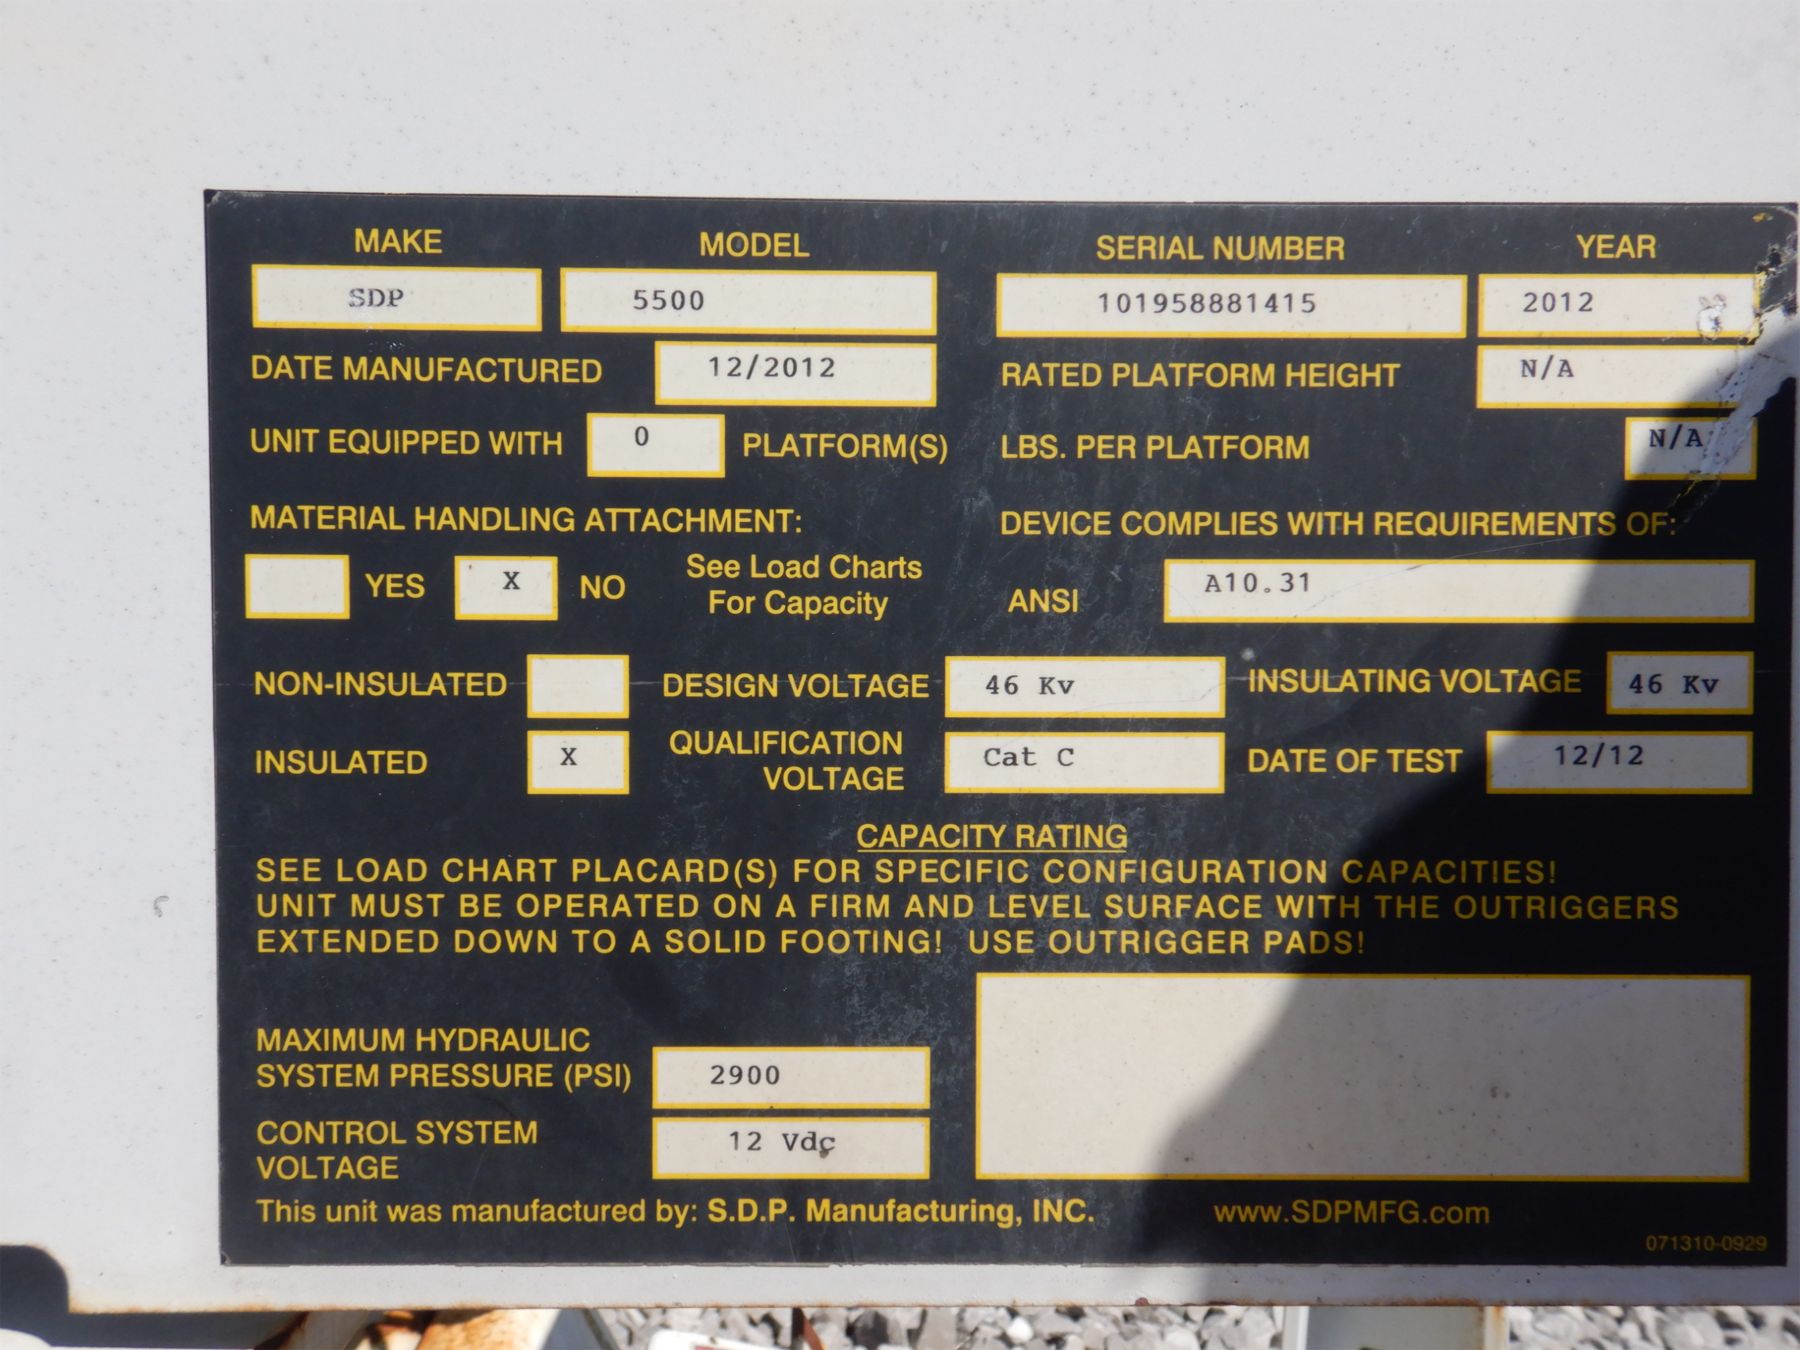 MAKE MODEL SERIAL NUMBER YEAR
SDP 5500 101958881415 2012
DATE MANUFACTURED 12/2012 RATED PLATFORM HEIGHT N/A
UNIT EQUIPPED WITH 0 PLATFORM(S) LBS. PER PLATFORM N/A
MATERIAL HANDLING ATTACHMENT: DEVICE COMPLIES WITH REQUIREMENTS OF:
YES X NO See Load Charts
For Capacity
ANSI A10.31
NON-INSULATED DESIGN VOLTAGE 46 Kv INSULATING VOLTAGE 46 Kv
INSULATED X QUALIFICATION
VOLTAGE Cat C DATE OF TEST 12/12
CAPACITY RATING
SEE LOAD CHART PLACARD(S) FOR SPECIFIC CONFIGURATION CAPACITIES!
UNIT MUST BE OPERATED ON A FIRM AND LEVEL SURFACE WITH THE OUTRIGGERS
EXTENDED DOWN TO A SOLID FOOTING! USE OUTRIGGER PADS!
MAXIMUM HYDRAULIC
SYSTEM PRESSURE (PSI) 2900
CONTROL SYSTEM
VOLTAGE 12 Vdc
This unit was manufactured by: S.D.P. Manufacturing, INC. www.SDPMFG.com
071310-0929